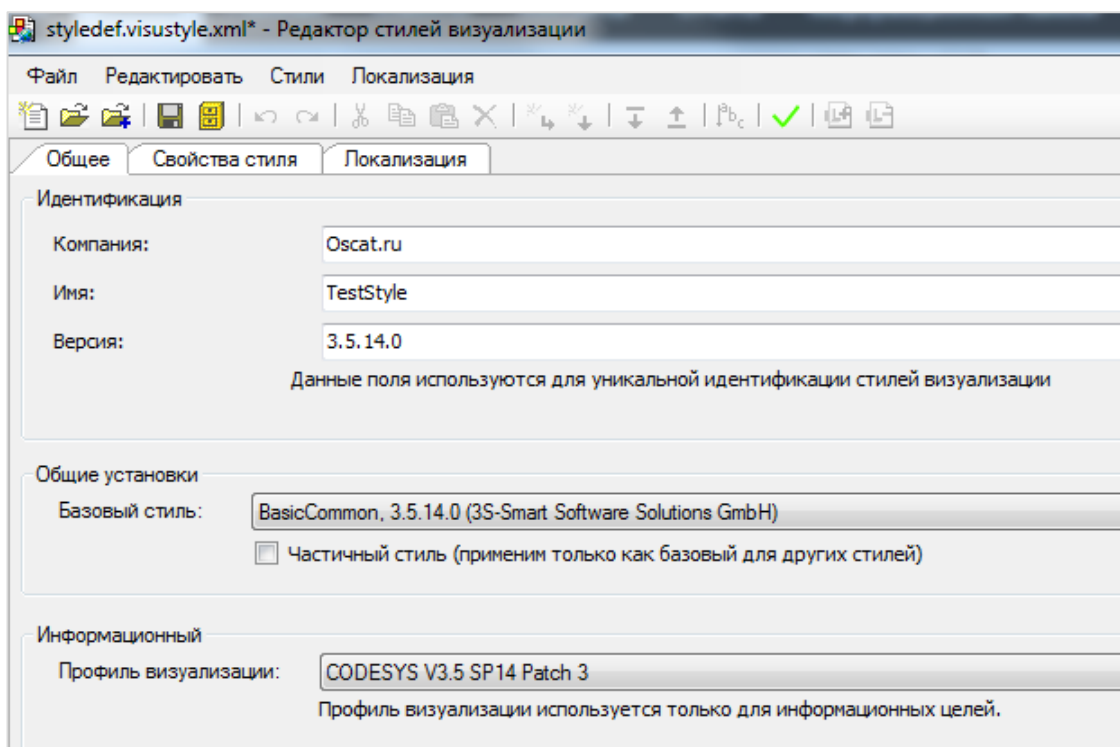 styledef.visustyle.xml* - Редактор стилей визуализации
Файл Редактировать Стили Локализация
Общее Свойства стиля Локализация
Идентификация
Компания: Oscat.ru
Имя: TestStyle
Версия: 3.5.14.0
Данные поля используются для уникальной идентификации стилей визуализации
Общие установки
Базовый стиль: BasicCommon, 3.5.14.0 (3S-Smart Software Solutions GmbH)
Частичный стиль (применим только как базовый для других стилей)
Информационный
Профиль визуализации: CODESYS V3.5 SP14 Patch 3
Профиль визуализации используется только для информационных целей.